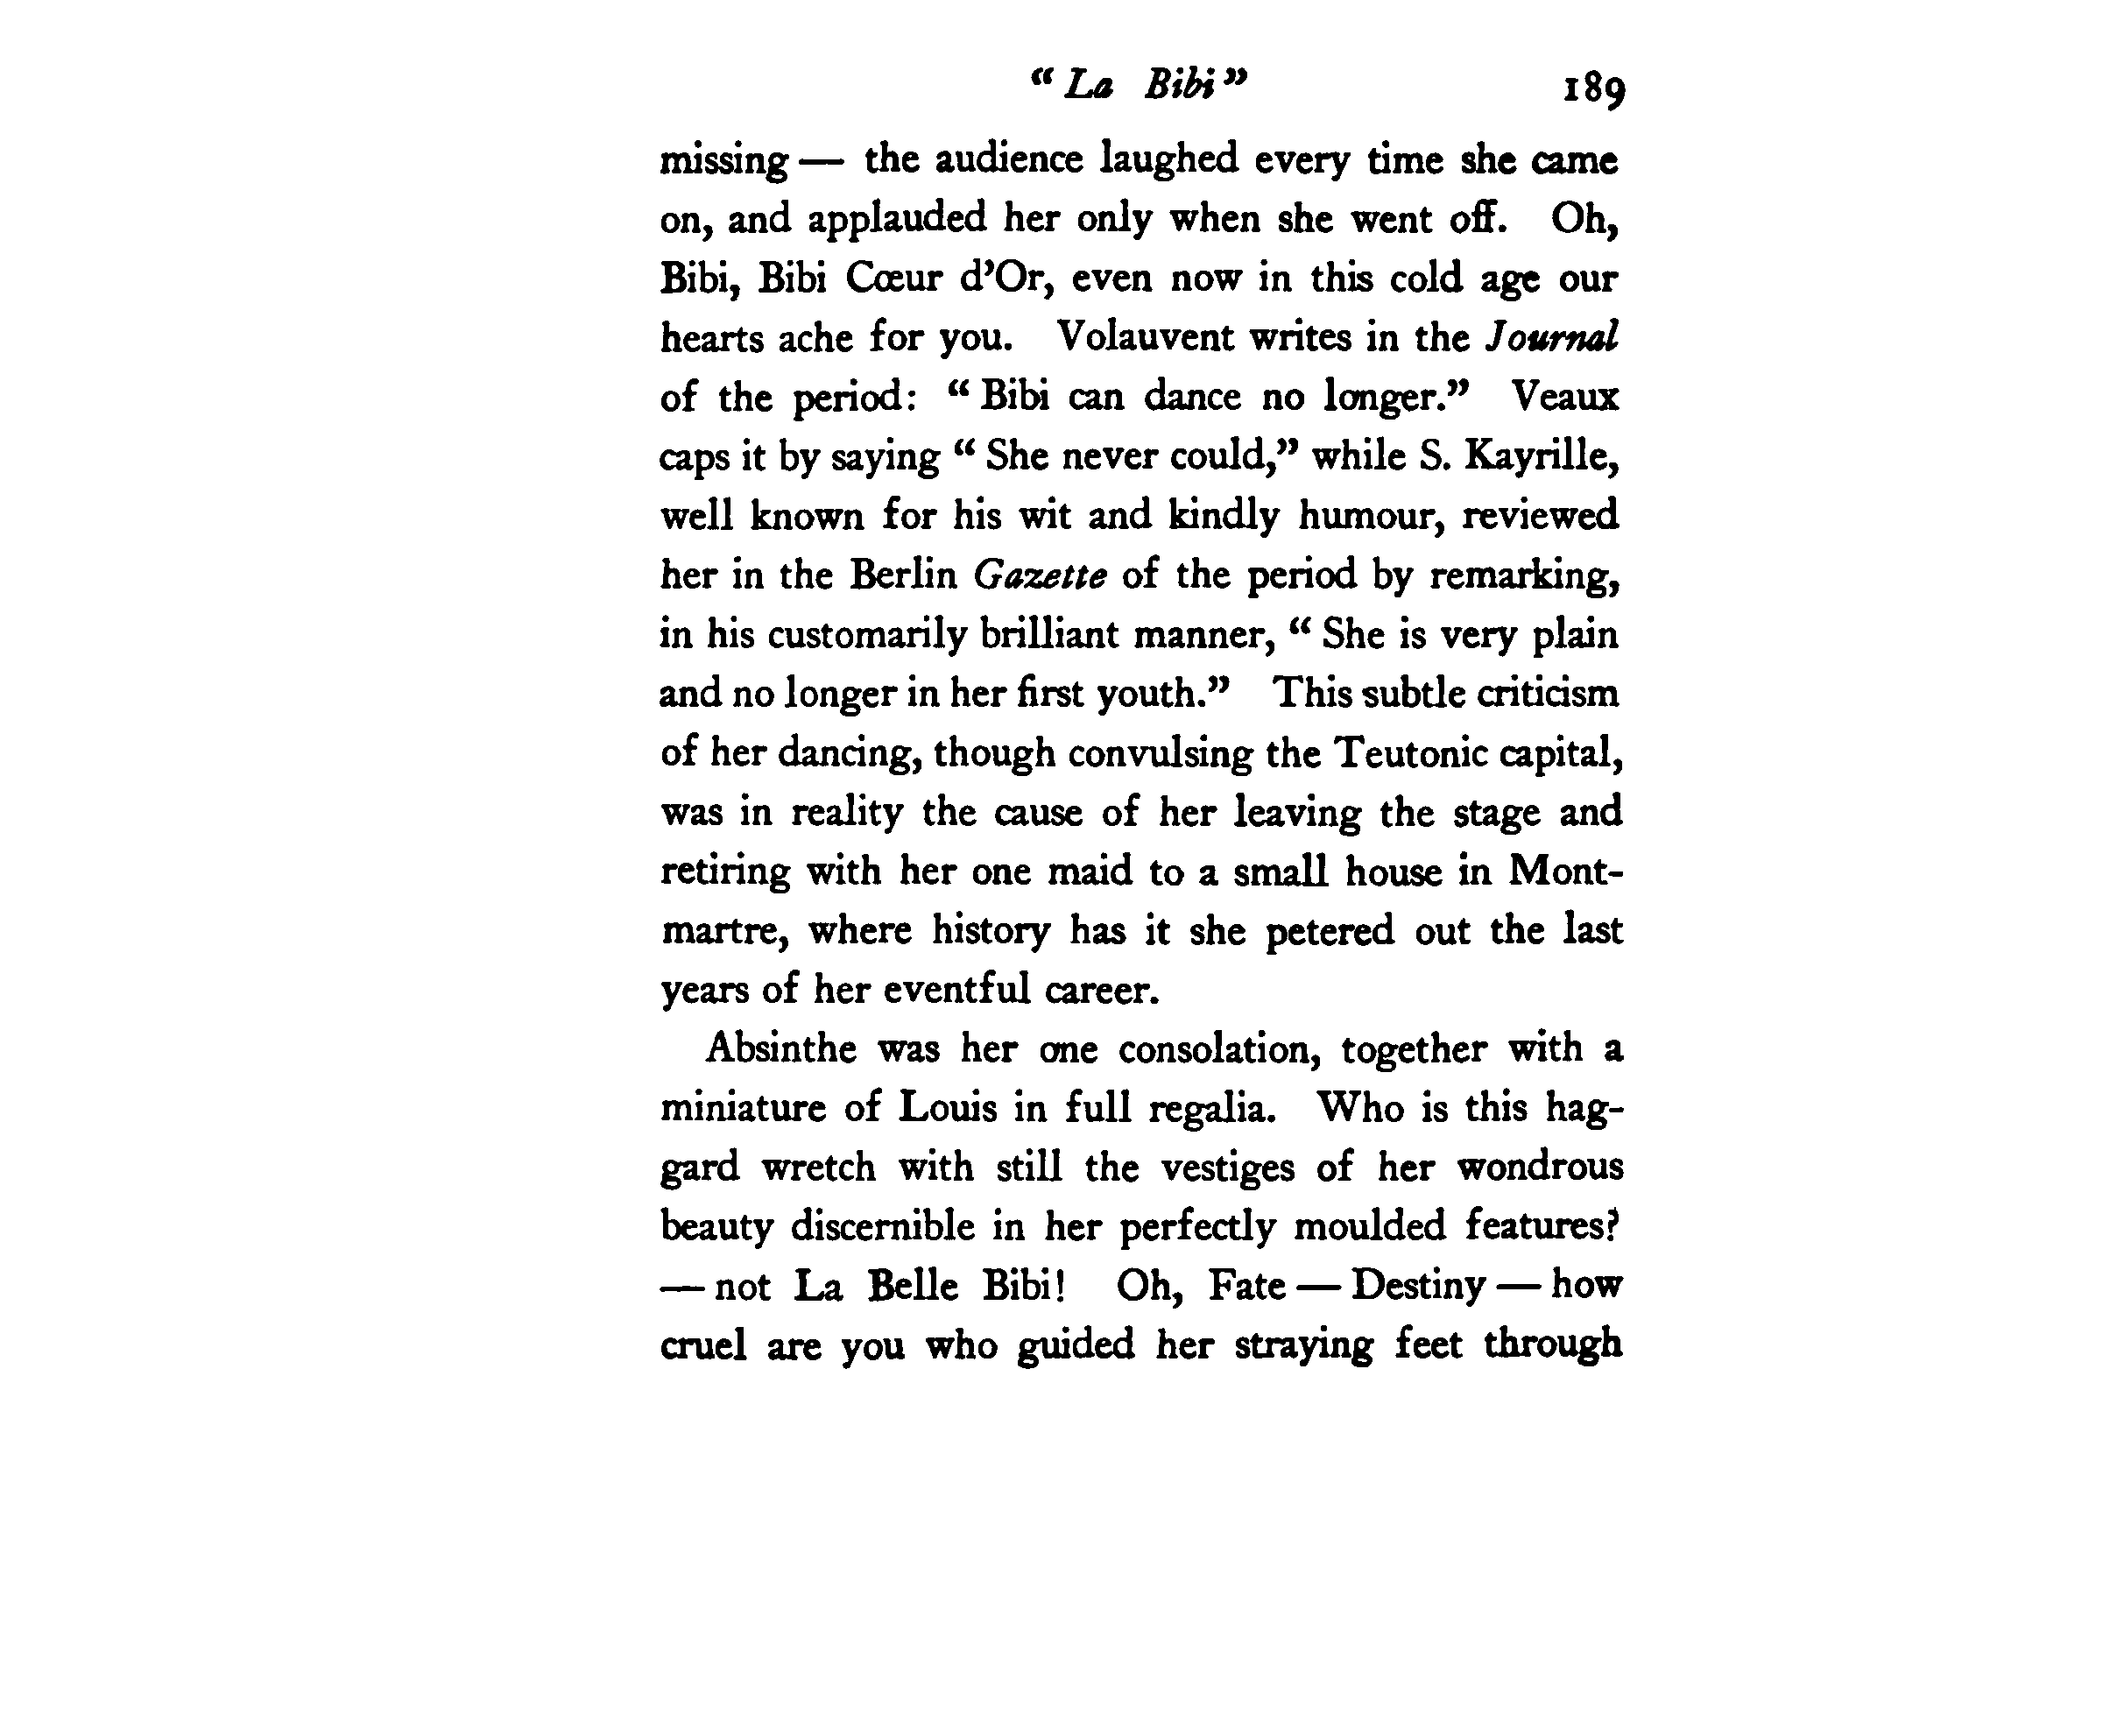 “La Bibi” 189
missing — the audience laughed every time she came
on, and applauded her only when she went off. Oh,
Bibi, Bibi Cœur d’Or, even now in this cold age our
hearts ache for you. Volauvent writes in the Journal
of the period: “Bibi can dance no longer.” Veaux
caps it by saying “She never could,” while S. Kayrille,
well known for his wit and kindly humour, reviewed
her in the Berlin Gazette of the period by remarking,
in his customarily brilliant manner, “She is very plain
and no longer in her first youth.” This subtle criticism
of her dancing, though convulsing the Teutonic capital,
was in reality the cause of her leaving the stage and
retiring with her one maid to a small house in Mont-
martre, where history has it she petered out the last
years of her eventful career.
Absinthe was her one consolation, together with a
miniature of Louis in full regalia. Who is this hag-
gard wretch with still the vestiges of her wondrous
beauty discernible in her perfectly moulded features?
— not La Belle Bibi! Oh, Fate — Destiny — how
cruel are you who guided her straying feet through